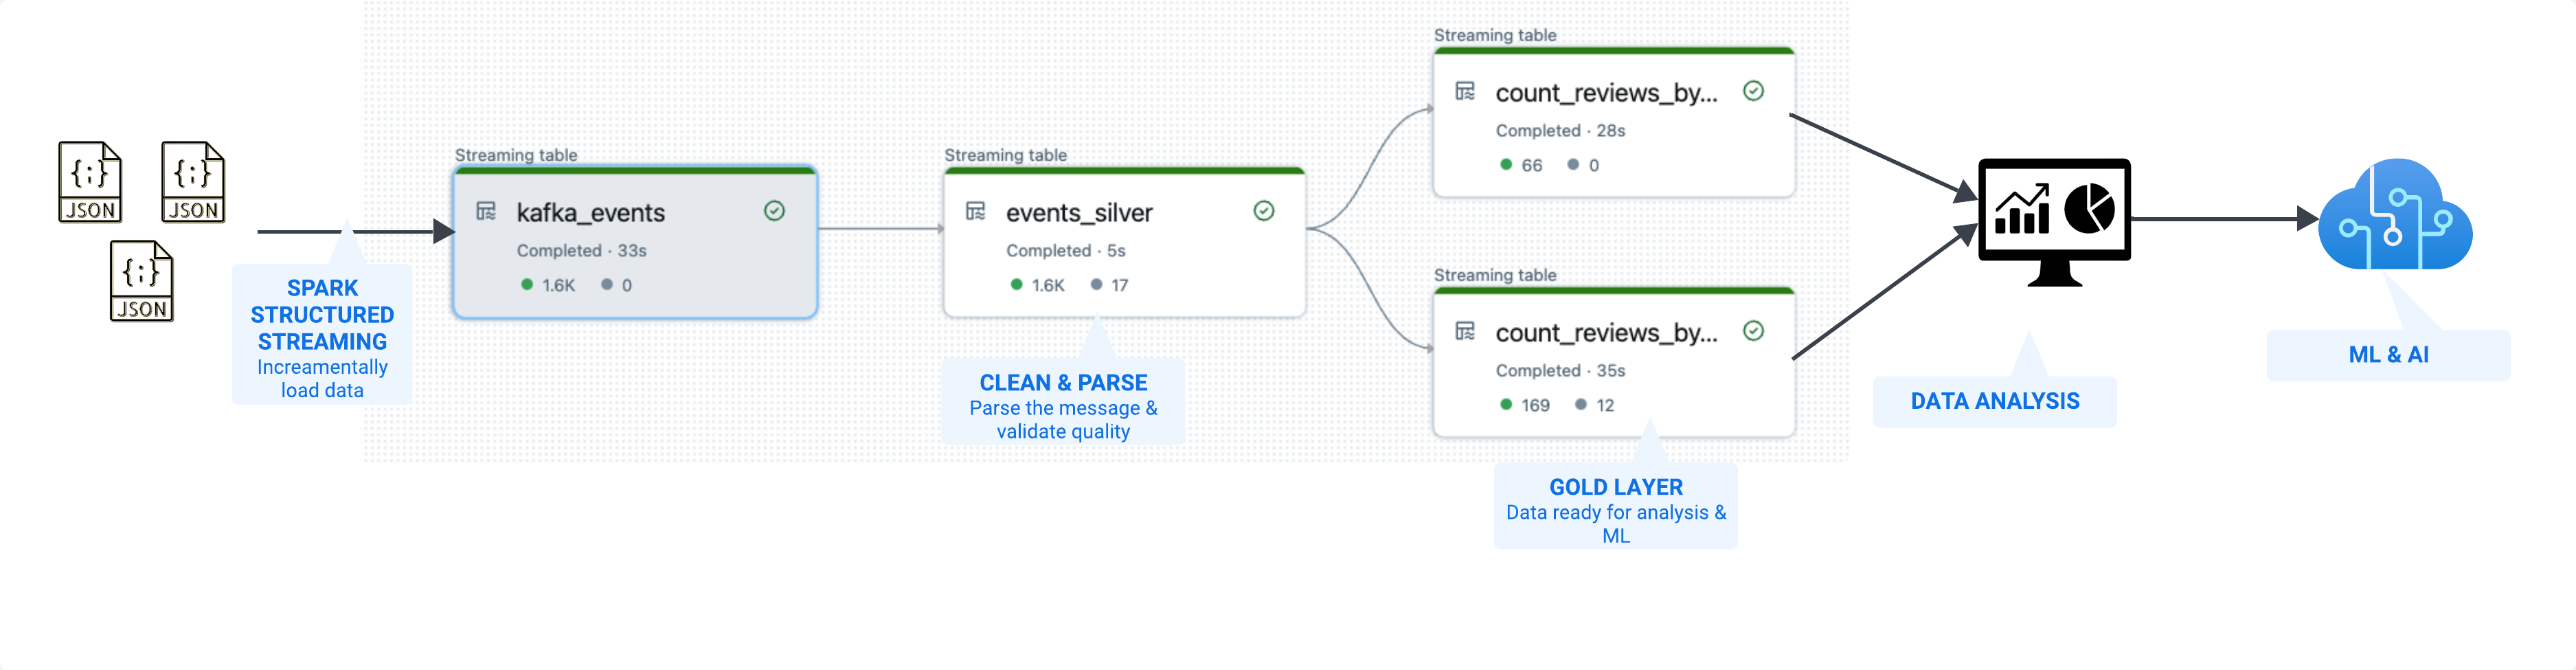 JSON
JSON
JSON
SPARK
STRUCTURED
STREAMING
Increamentally
load data
Streaming table
kafka_events
Completed · 33s
1.6K 0
Streaming table
events_silver
Completed · 5s
1.6K 17
CLEAN & PARSE
Parse the message &
validate quality
Streaming table
count_reviews_by...
Completed · 28s
66 0
Streaming table
count_reviews_by...
Completed · 35s
169 12
GOLD LAYER
Data ready for analysis &
ML
DATA ANALYSIS
ML & AI